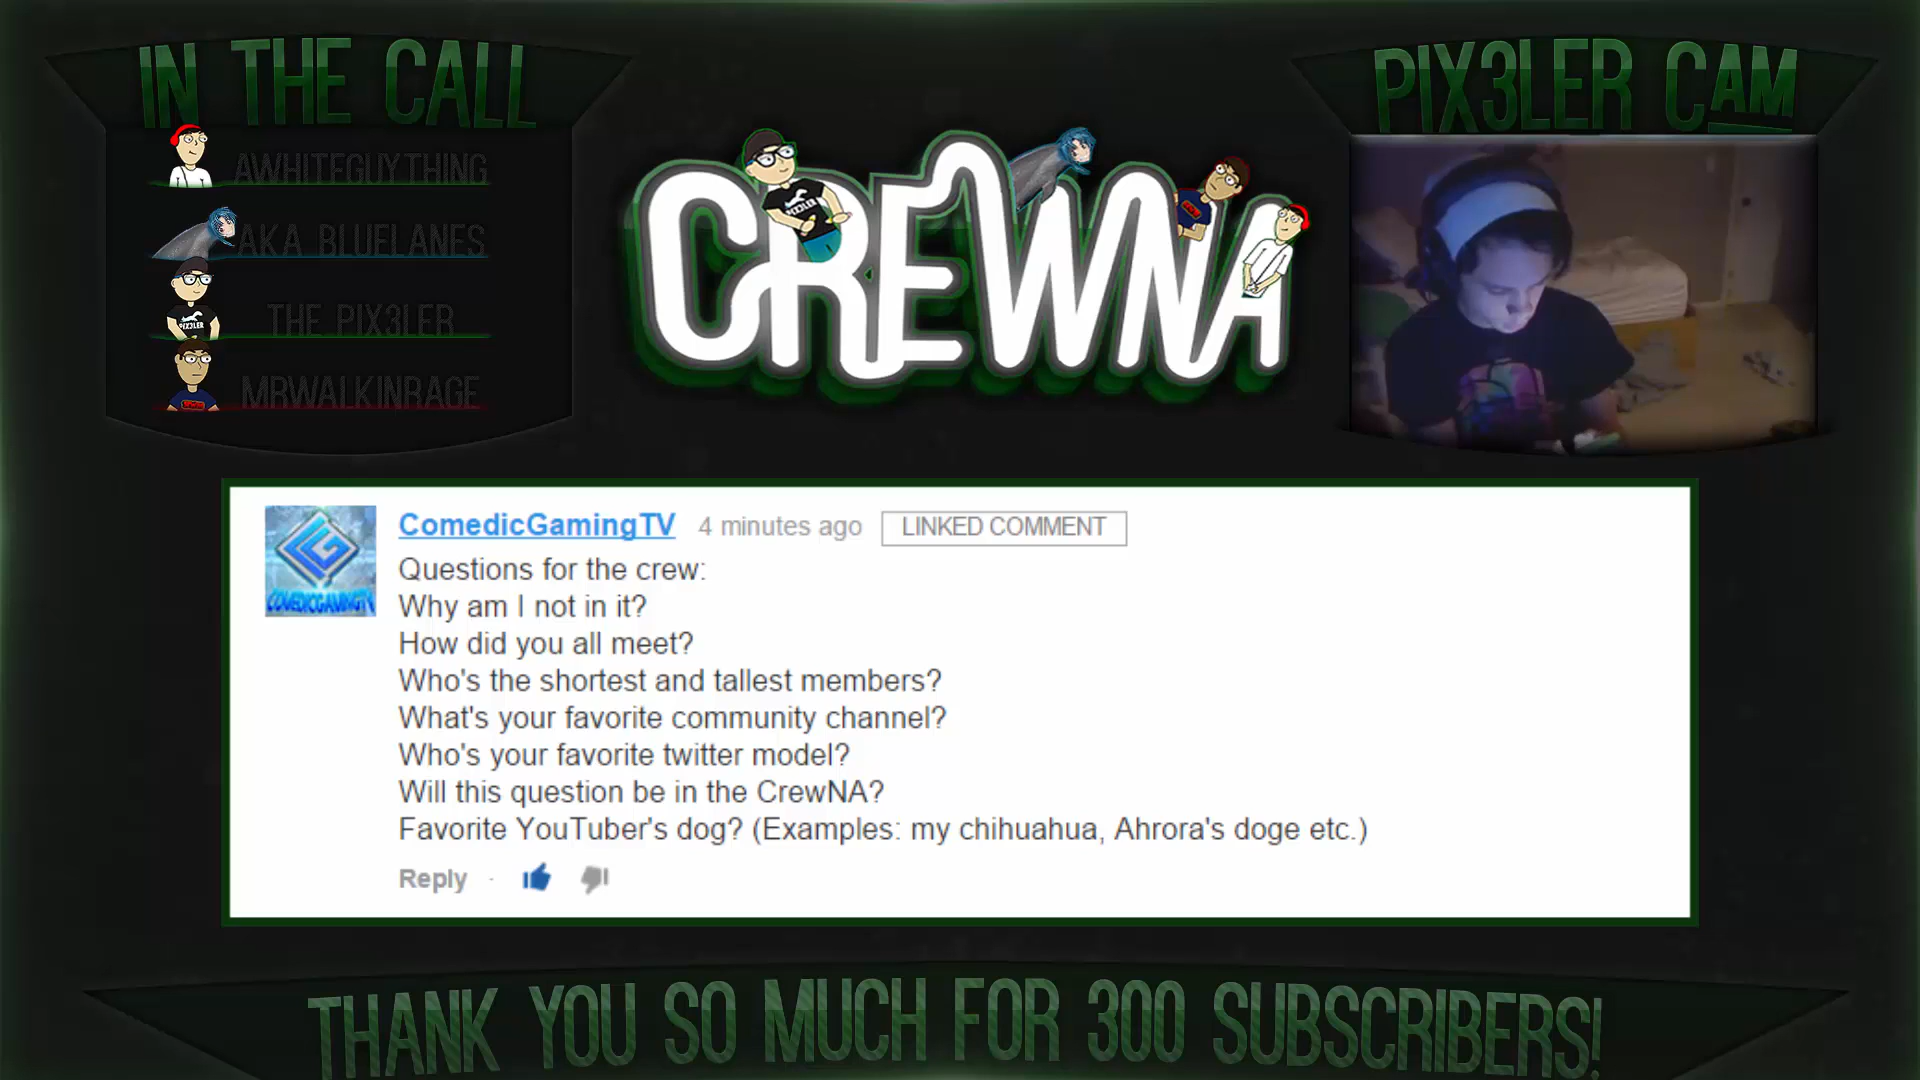 IN THE CALL
AWHITEGUYTHING
AKA BLUELANES
THE PIX3LER
MRWALKINRAGE
CREWNA
PIX3LER
PIX3LER CAM
ComedicGamingTV 4 minutes ago LINKED COMMENT
COMEDICGAMINGTV
Questions for the crew:
Why am I not in it?
How did you all meet?
Who's the shortest and tallest members?
What's your favorite community channel?
Who's your favorite twitter model?
Will this question be in the CrewNA?
Favorite YouTuber's dog? (Examples: my chihuahua, Ahrora's doge etc.)
Reply
THANK YOU SO MUCH FOR 300 SUBSCRIBERS!